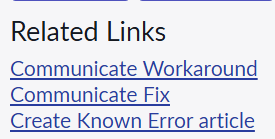 Related Links
Communicate Workaround
Communicate Fix
Create Known Error article